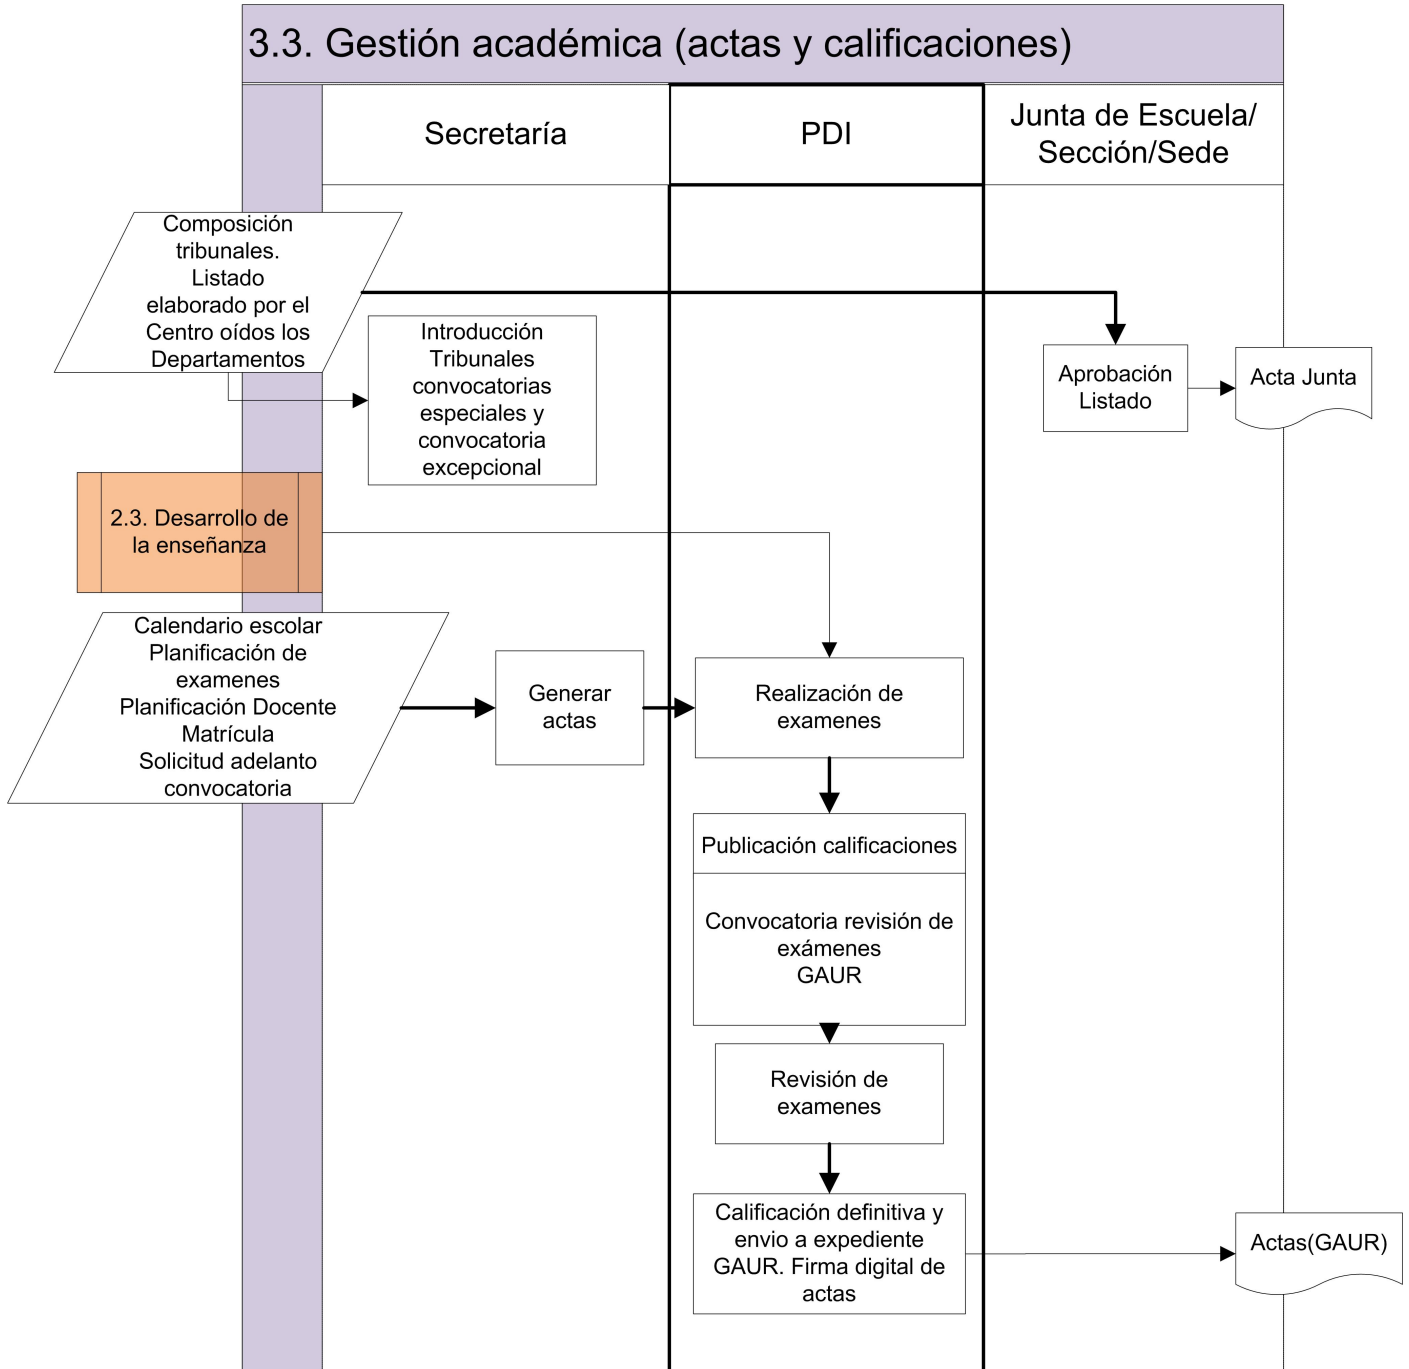 3.3. Gestión académica (actas y calificaciones)
Secretaría
PDI
Junta de Escuela/
Sección/Sede
Composición
tribunales.
Listado
elaborado por el
Centro oídos los
Departamentos
Introducción
Tribunales
convocatorias
especiales y
convocatoria
excepcional
Aprobación
Listado
Acta Junta
2.3. Desarrollo de
la enseñanza
Calendario escolar
Planificación de
examenes
Planificación Docente
Matrícula
Solicitud adelanto
convocatoria
Generar
actas
Realización de
examenes
Publicación calificaciones
Convocatoria revisión de
exámenes
GAUR
Revisión de
examenes
Calificación definitiva y
envio a expediente
GAUR. Firma digital de
actas
Actas(GAUR)